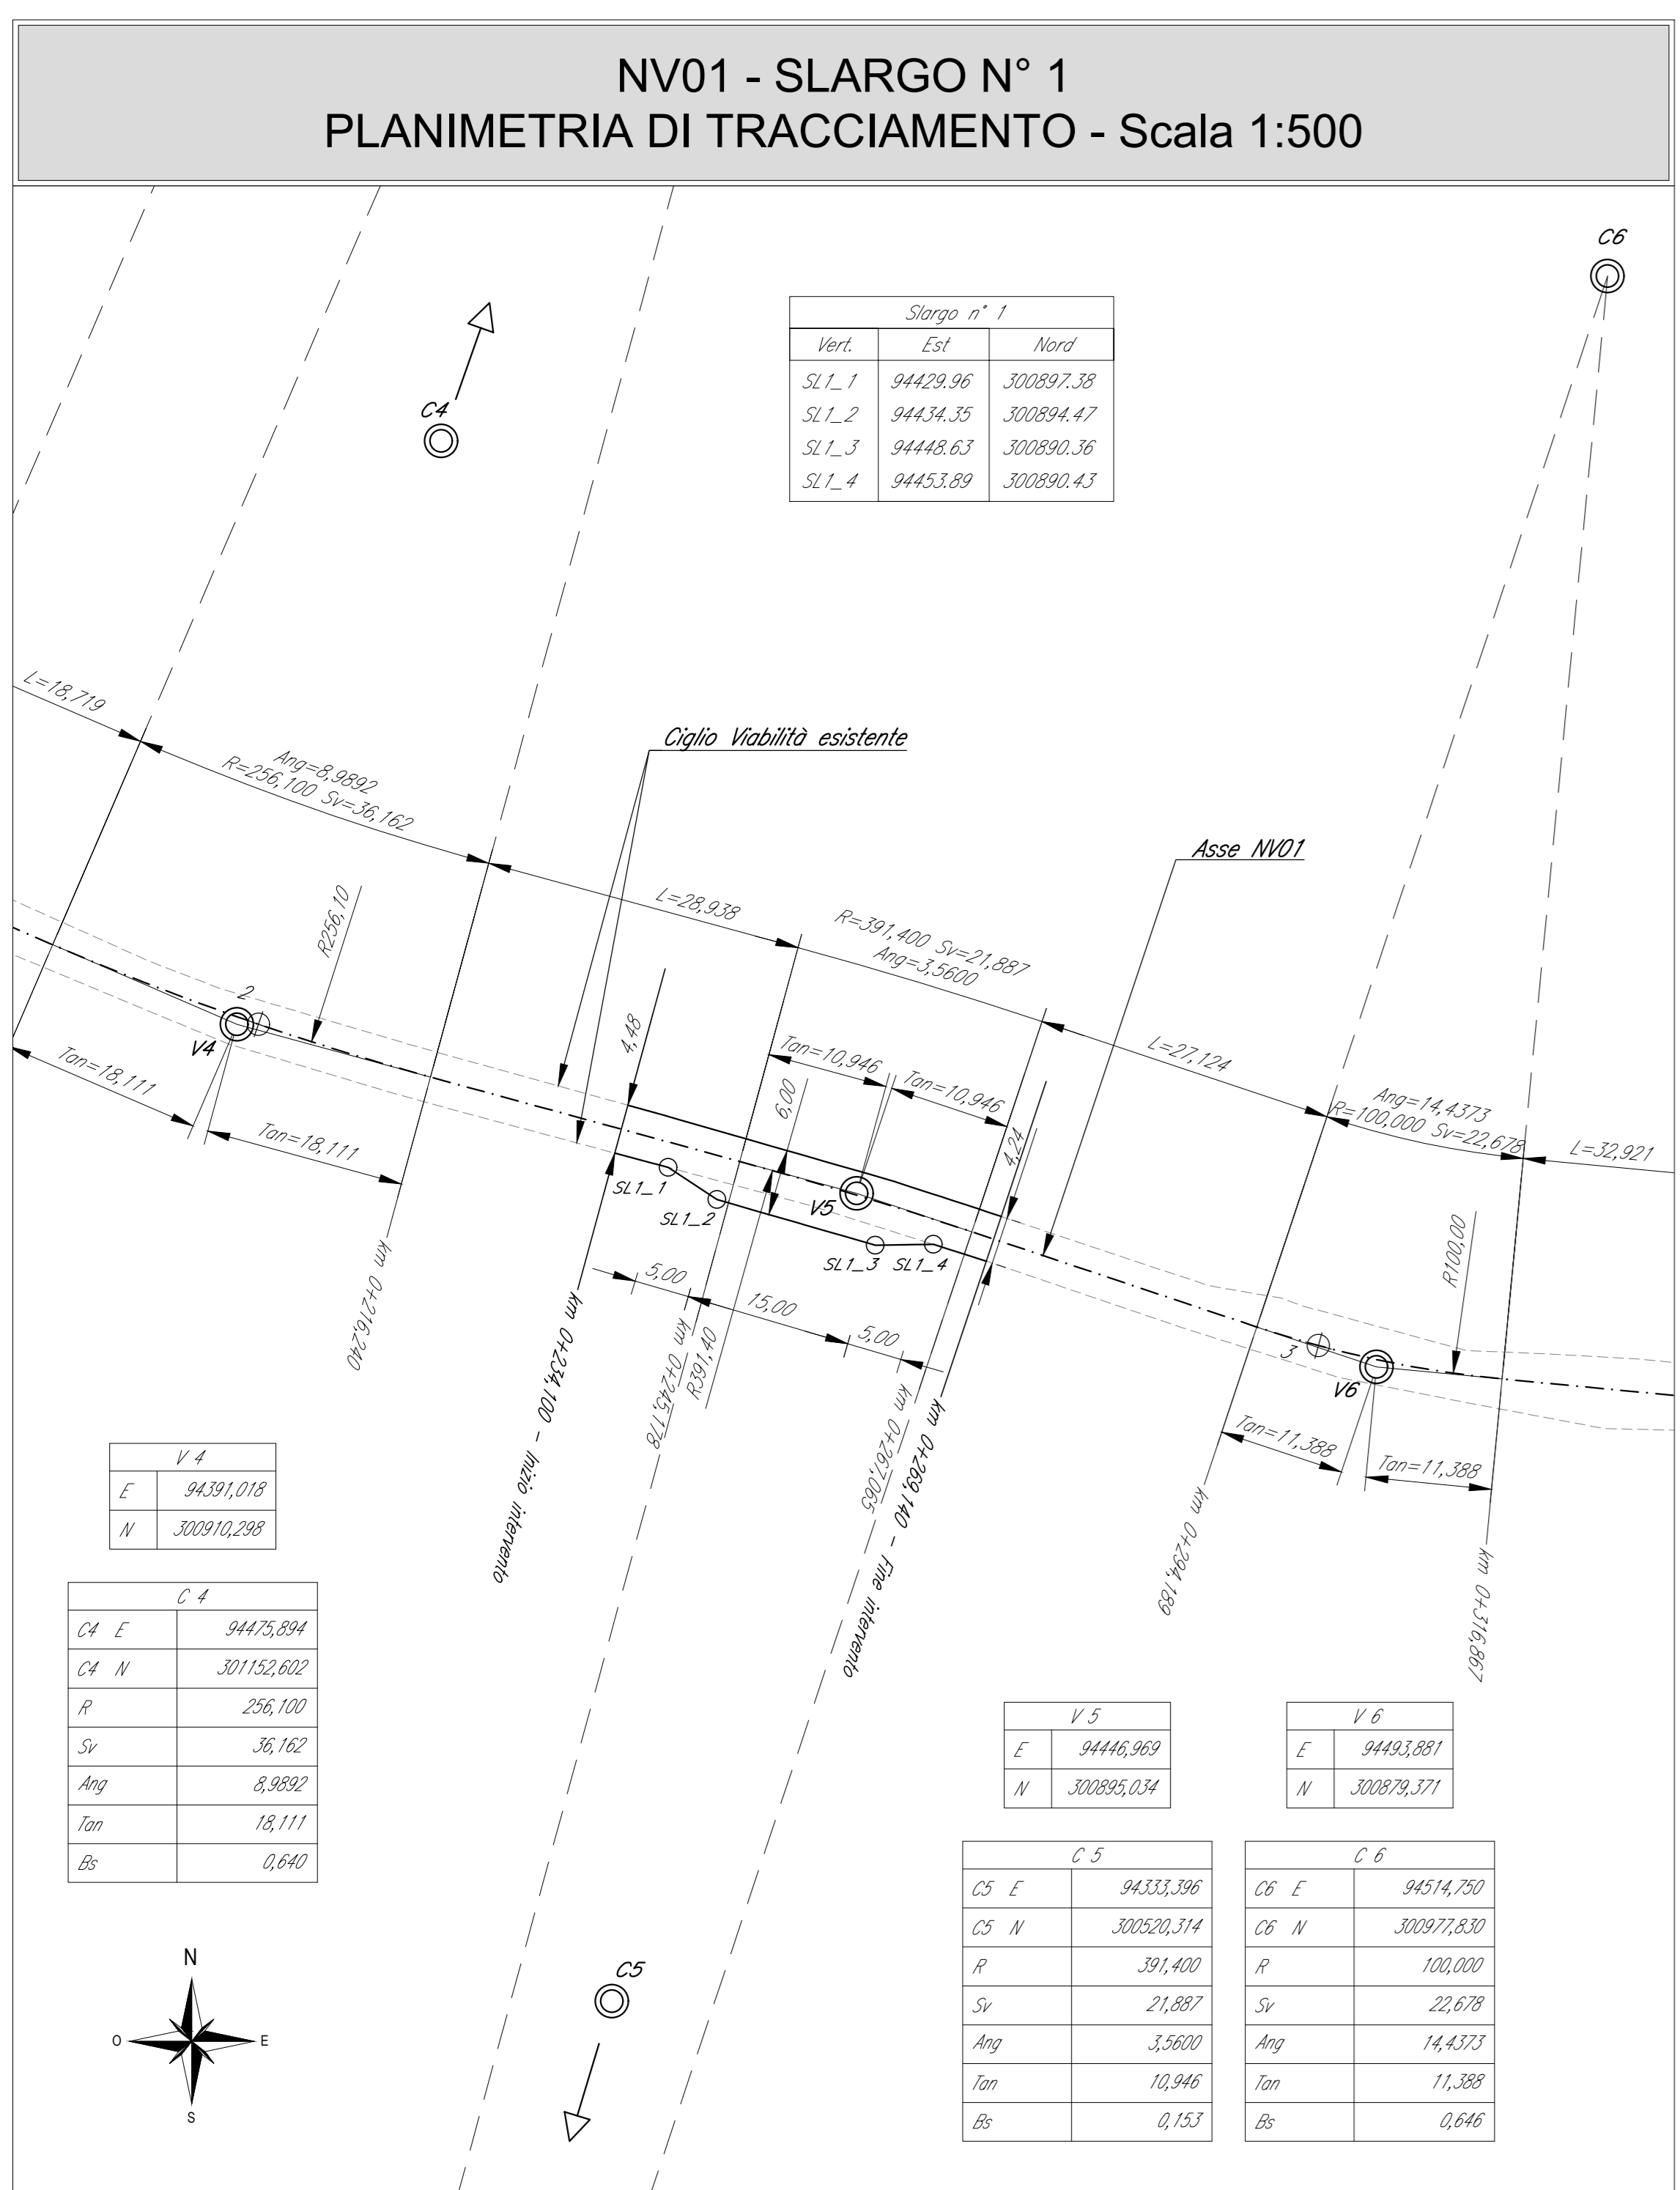 NV01 - SLARGO N° 1
PLANIMETRIA DI TRACCIAMENTO - Scala 1:500
C6
C4
Slargo n° 1
Vert. Est Nord
SL1_1 94429.96 300897.38
SL1_2 94434.35 300894.47
SL1_3 94448.63 300890.36
SL1_4 94453.89 300890.43
L=18,719
Ang=8,9892
R=256,100 Sv=36,162
Ciglio Viabilità esistente
Asse NV01
L=28,938
R=391,400 Sv=21,887
Ang=3,5600
R256,10
2
V4
4,48
Tan=10,946
Tan=10,946
6,00
L=27,124
Ang=14,4373
R=100,000 Sv=22,678
L=32,921
Tan=18,111
Tan=18,111
4,24
SL1_1
SL1_2
V5
SL1_3
SL1_4
R100,00
5,00
15,00
5,00
3
V6
km 0+216,240
km 0+234,100 - Inizio intervento
km 0+245,178
R391,40
km 0+267,065
km 0+269,140 - Fine intervento
Tan=11,388
Tan=11,388
km 0+294,189
km 0+316,867
V 4
E 94391,018
N 300910,298
C 4
C4 E 94475,894
C4 N 301152,602
R 256,100
Sv 36,162
Ang 8,9892
Tan 18,111
Bs 0,640
V 5
E 94446,969
N 300895,034
V 6
E 94493,881
N 300879,371
C 5
C5 E 94333,396
C5 N 300520,314
R 391,400
Sv 21,887
Ang 3,5600
Tan 10,946
Bs 0,153
C 6
C6 E 94514,750
C6 N 300977,830
R 100,000
Sv 22,678
Ang 14,4373
Tan 11,388
Bs 0,646
C5
N
O
E
S